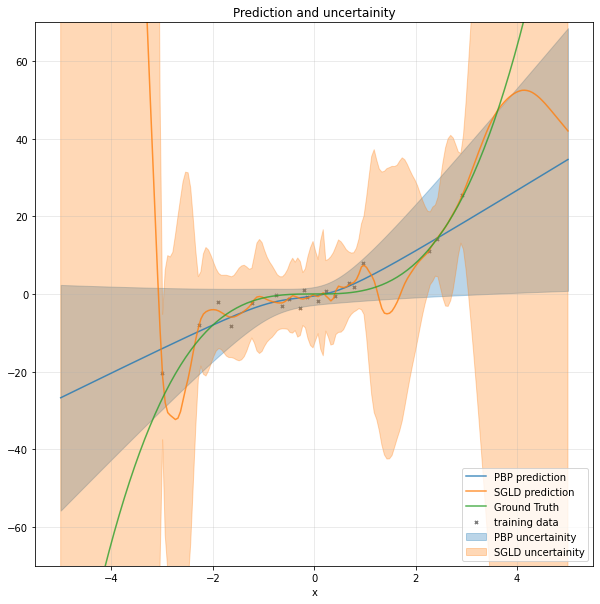 Prediction and uncertainity
60
40
20
0
−20
−40
−60
−4
−2
0
2
4
x
PBP prediction
SGLD prediction
Ground Truth
training data
PBP uncertainity
SGLD uncertainity